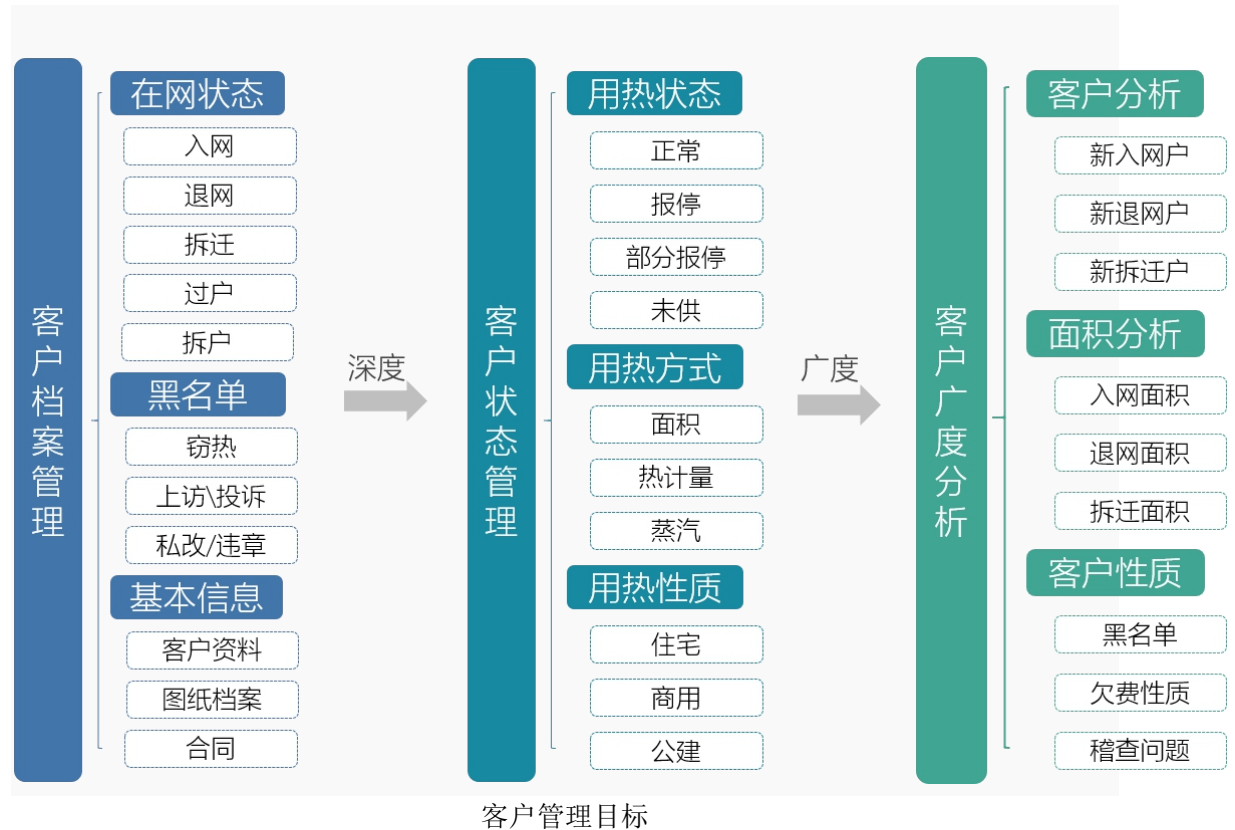 客户档案管理
在网状态
入网
退网
拆迁
过户
拆户
黑名单
窃热
上访\投诉
私改/违章
基本信息
客户资料
图纸档案
合同
深度
客户状态管理
用热状态
正常
报停
部分报停
未供
用热方式
面积
热计量
蒸汽
用热性质
住宅
商用
公建
广度
客户广度分析
客户分析
新入网户
新退网户
新拆迁户
面积分析
入网面积
退网面积
拆迁面积
客户性质
黑名单
欠费性质
稽查问题
客户管理目标